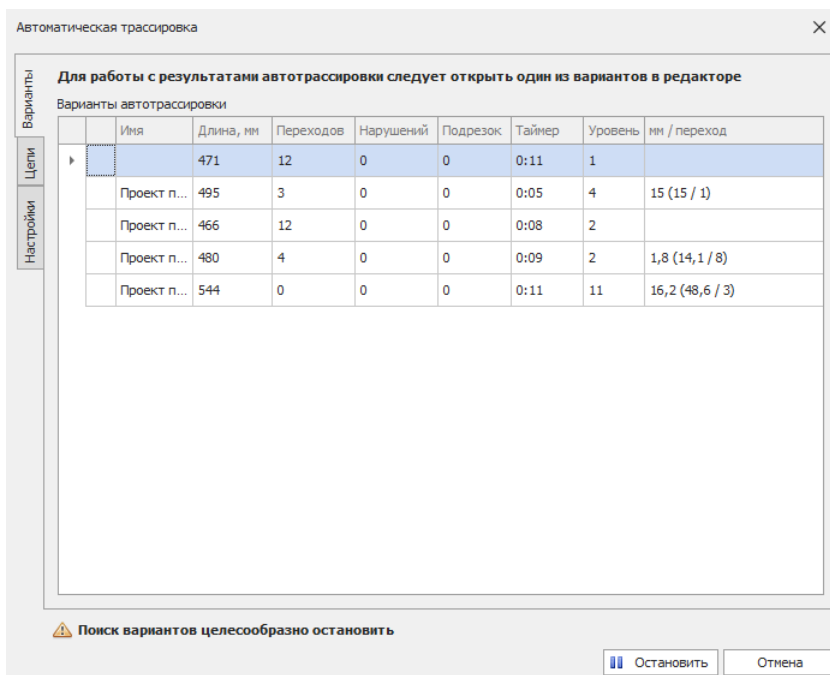 Автоматическая трассировка
Варианты
Цепи
Настройки
Для работы с результатами автотрассировки следует открыть один из вариантов в редакторе
Варианты автотрассировки
Имя Длина, мм Переходов Нарушений Подрезок Таймер Уровень мм / переход
471 12 0 0 0:11 1
Проект п... 495 3 0 0 0:05 4 15 (15 / 1)
Проект п... 466 12 0 0 0:08 2
Проект п... 480 4 0 0 0:09 2 1,8 (14,1 / 8)
Проект п... 544 0 0 0 0:11 11 16,2 (48,6 / 3)
Поиск вариантов целесообразно остановить
Остановить Отмена